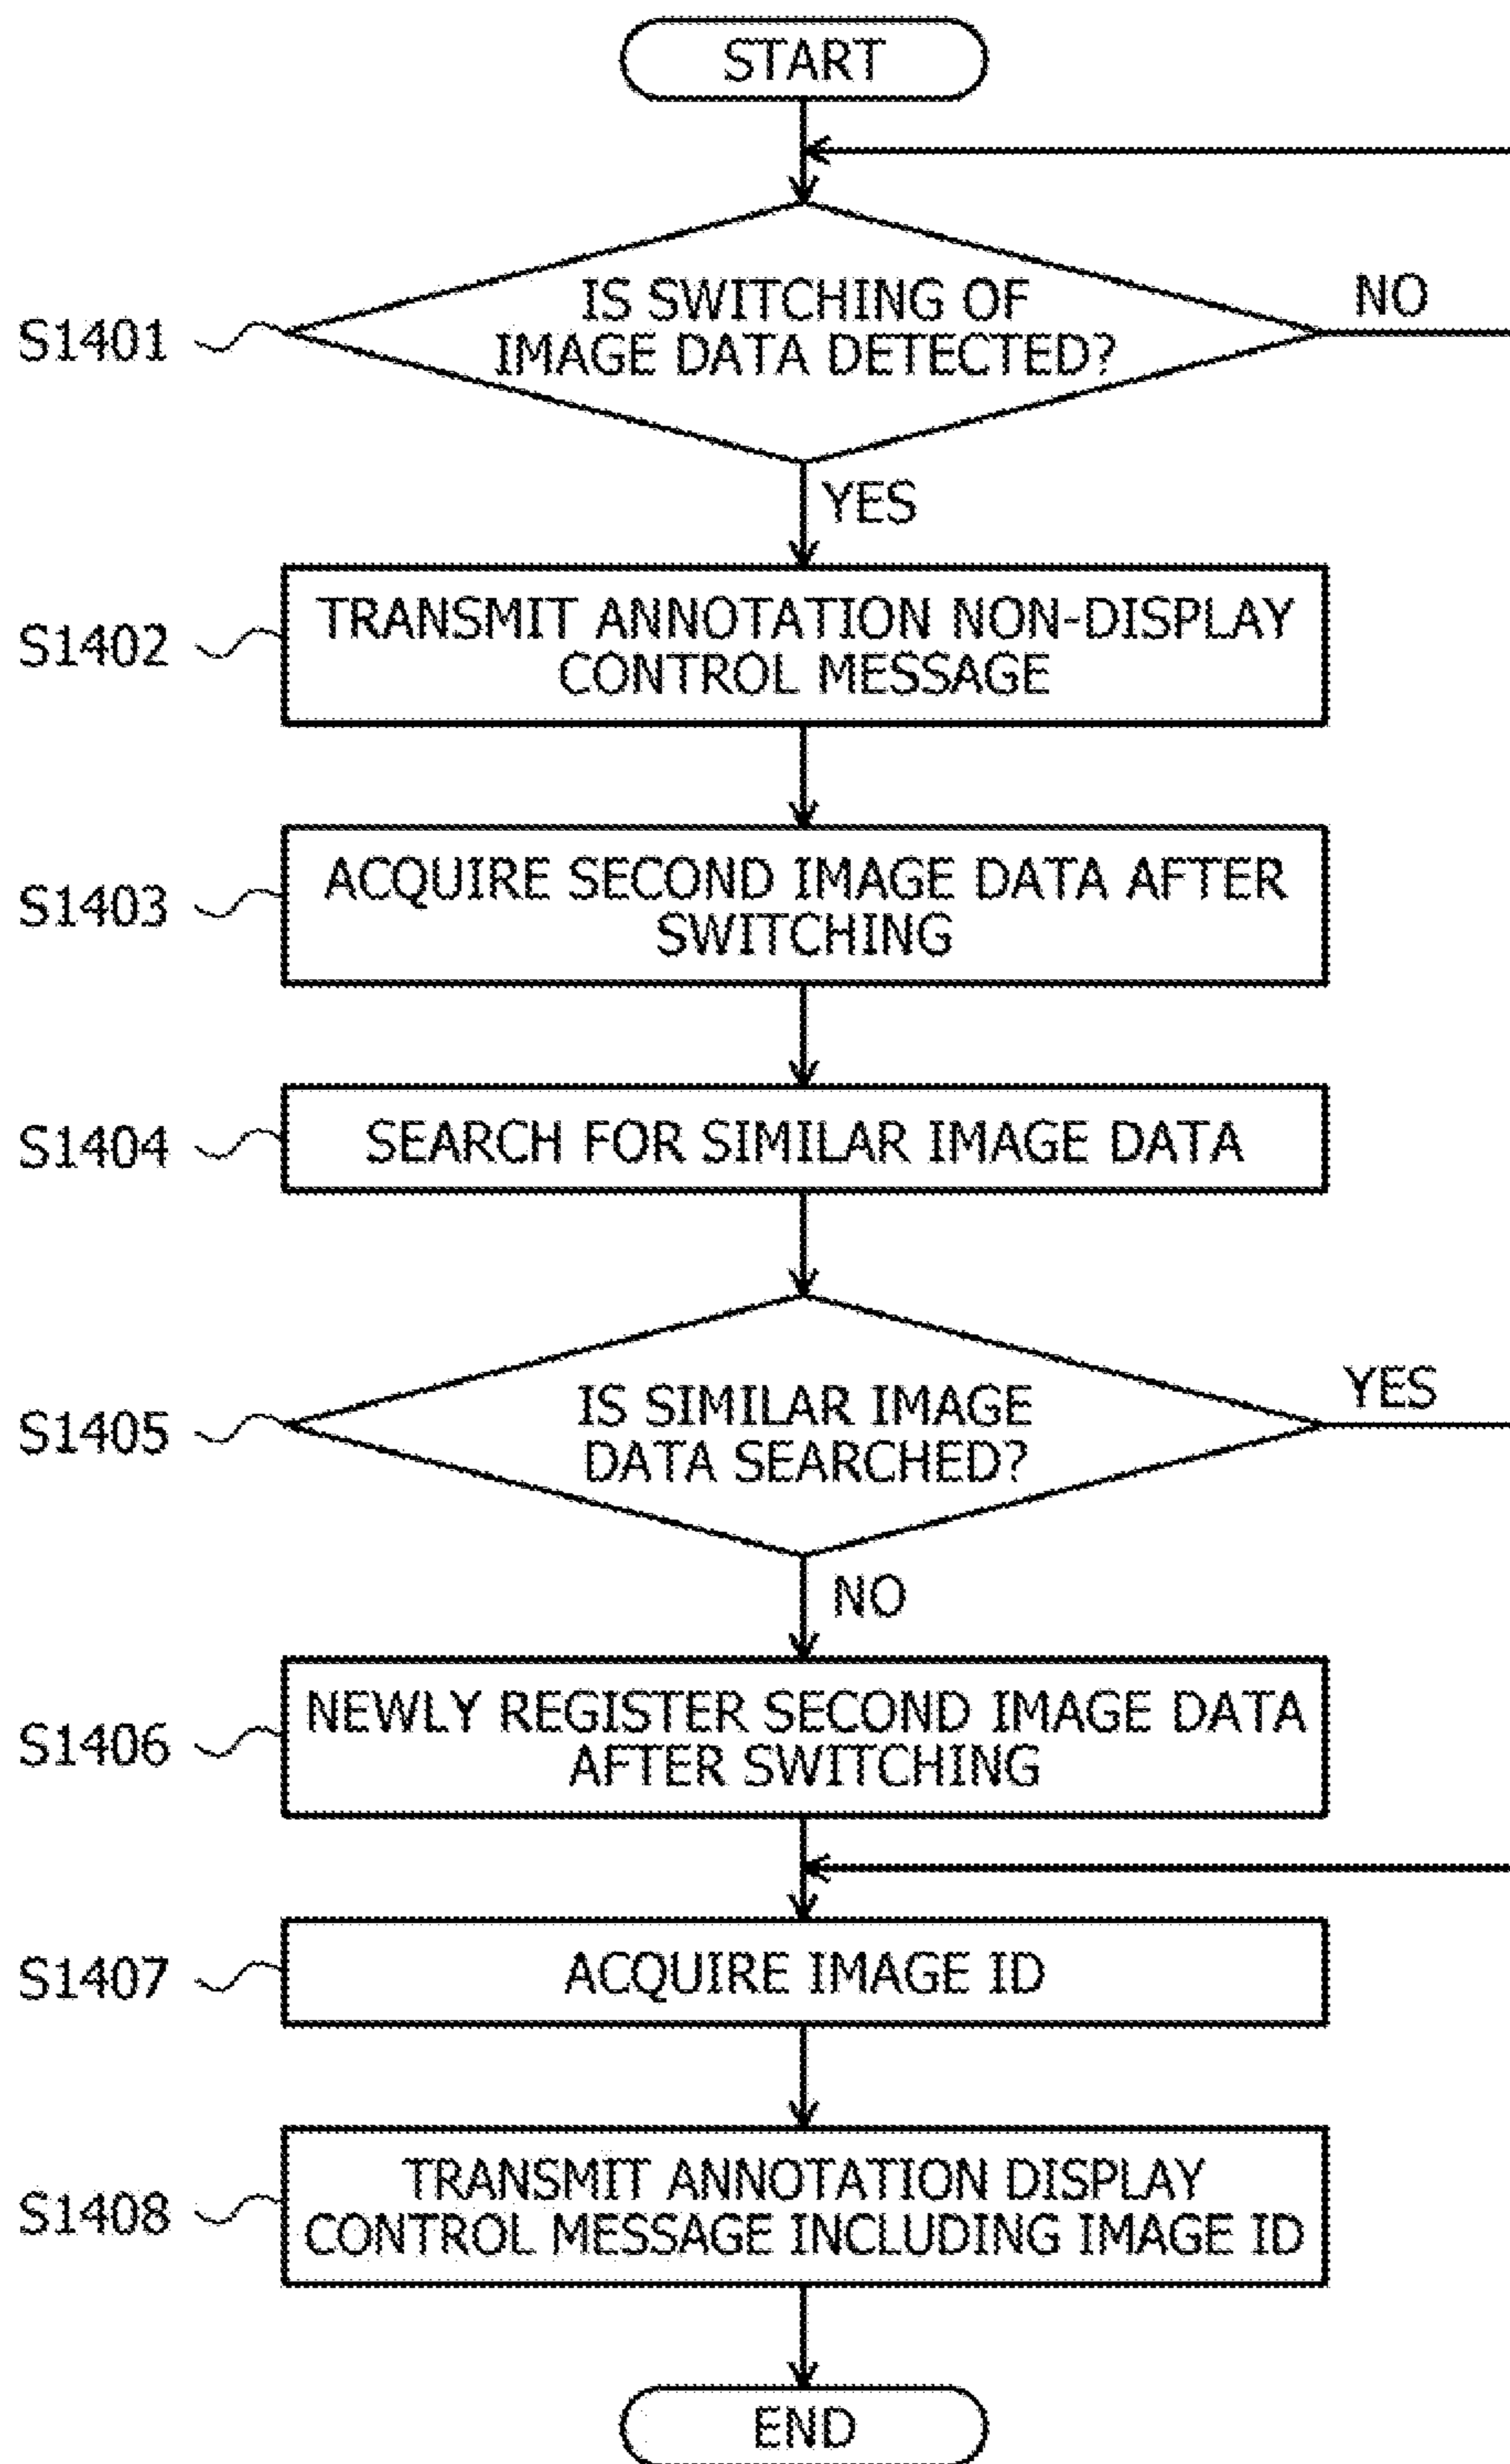 START
IS SWITCHING OF
IMAGE DATA DETECTED?
NO
S1401
YES
TRANSMIT ANNOTATION NON-DISPLAY
CONTROL MESSAGE
S1402
ACQUIRE SECOND IMAGE DATA AFTER
SWITCHING
S1403
SEARCH FOR SIMILAR IMAGE DATA
S1404
IS SIMILAR IMAGE
DATA SEARCHED?
YES
S1405
NO
NEWLY REGISTER SECOND IMAGE DATA
AFTER SWITCHING
S1406
ACQUIRE IMAGE ID
S1407
TRANSMIT ANNOTATION DISPLAY
CONTROL MESSAGE INCLUDING IMAGE ID
S1408
END